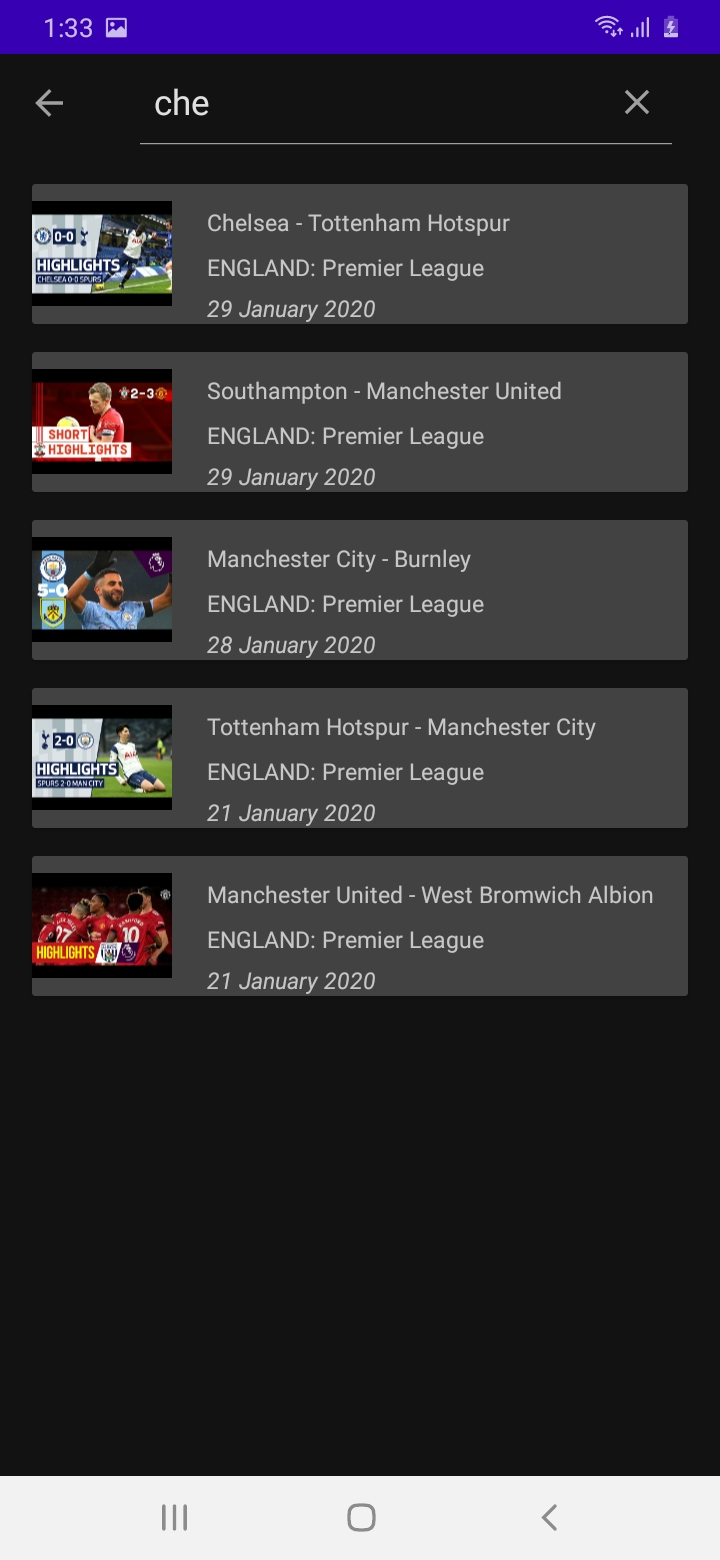 1:33
che
Chelsea - Tottenham Hotspur
ENGLAND: Premier League
29 January 2020
0-0
HIGHLIGHTS
CHELSEA 0-0 SPURS
Southampton - Manchester United
ENGLAND: Premier League
29 January 2020
2-3
SHORT
HIGHLIGHTS
Manchester City - Burnley
ENGLAND: Premier League
28 January 2020
5-0
Tottenham Hotspur - Manchester City
ENGLAND: Premier League
21 January 2020
2-0
HIGHLIGHTS
SPURS 2-0 MAN CITY
Manchester United - West Bromwich Albion
ENGLAND: Premier League
21 January 2020
27
10
HIGHLIGHTS